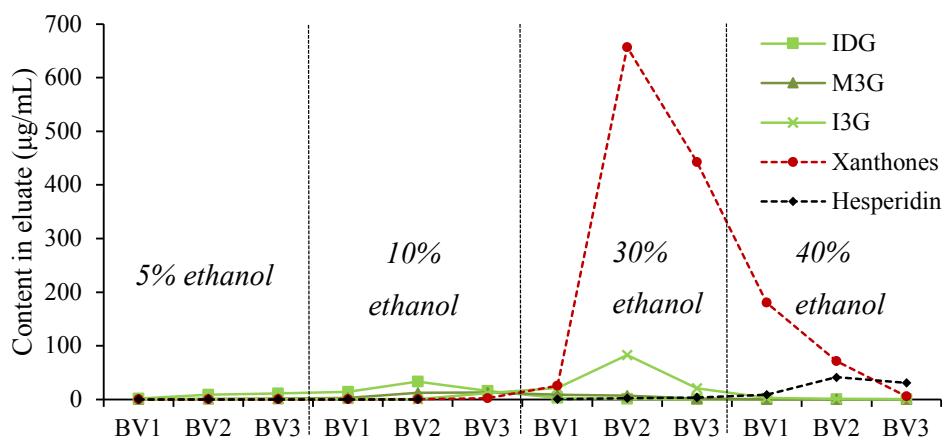 Content in eluate (µg/mL)
700
600
500
400
300
200
100
0
5% ethanol
10%
ethanol
30%
ethanol
40%
ethanol
IDG
M3G
I3G
Xanthones
Hesperidin
BV1 BV2 BV3 BV1 BV2 BV3 BV1 BV2 BV3 BV1 BV2 BV3